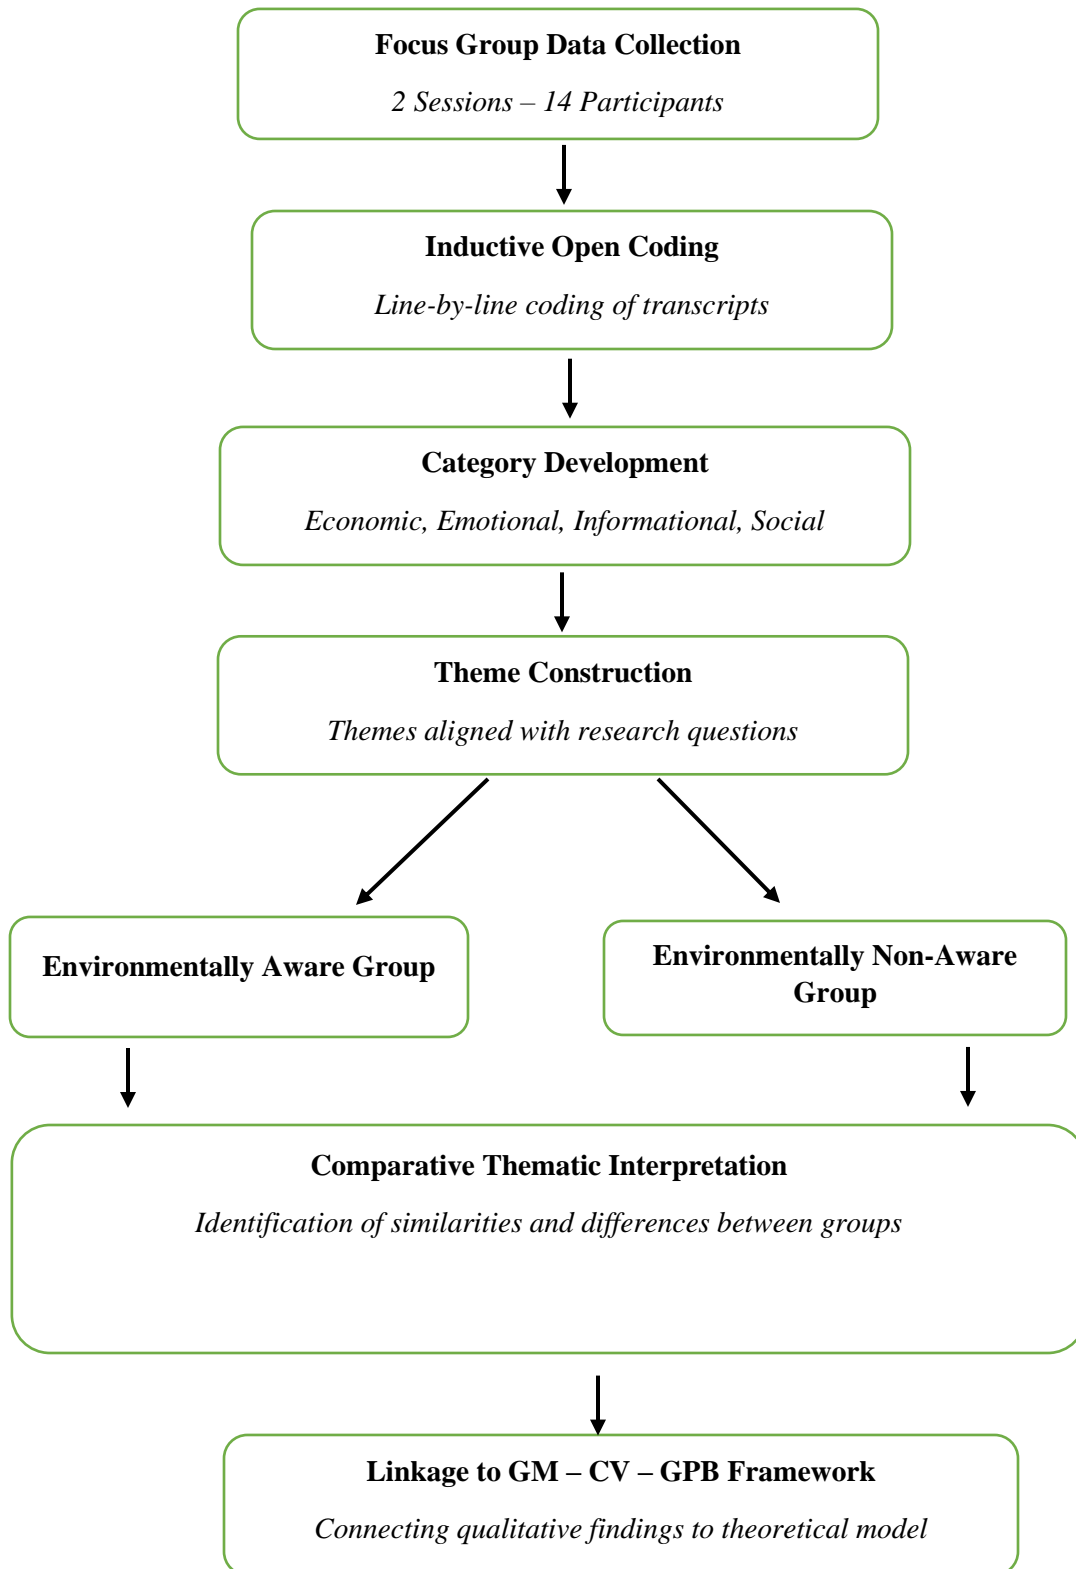 Focus Group Data Collection
2 Sessions – 14 Participants
Inductive Open Coding
Line-by-line coding of transcripts
Category Development
Economic, Emotional, Informational, Social
Theme Construction
Themes aligned with research questions
Environmentally Aware Group
Environmentally Non-Aware
Group
Comparative Thematic Interpretation
Identification of similarities and differences between groups
Linkage to GM – CV – GPB Framework
Connecting qualitative findings to theoretical model